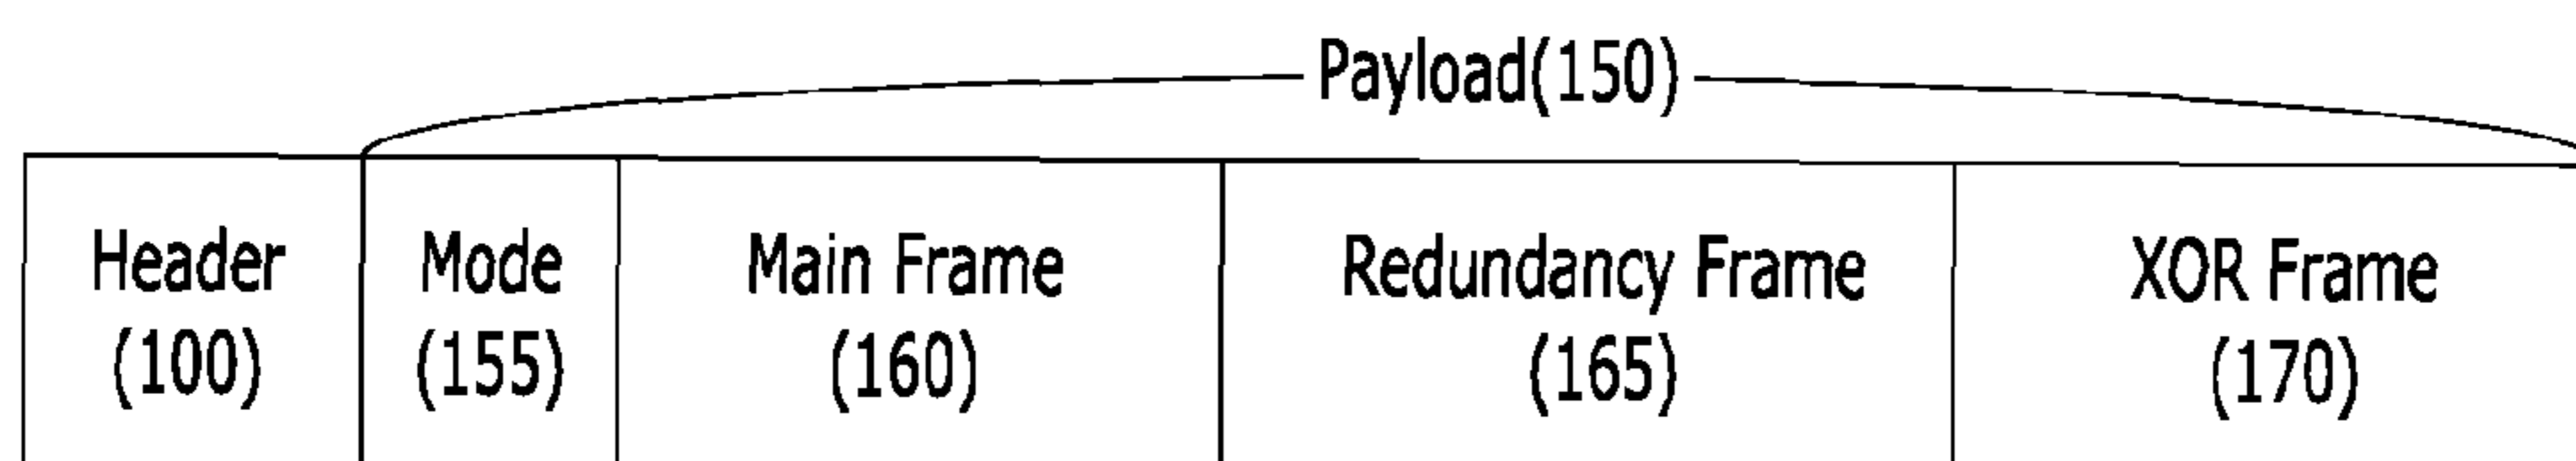 Payload(150)
Header
(100)
Mode
(155)
Main Frame
(160)
Redundancy Frame
(165)
XOR Frame
(170)